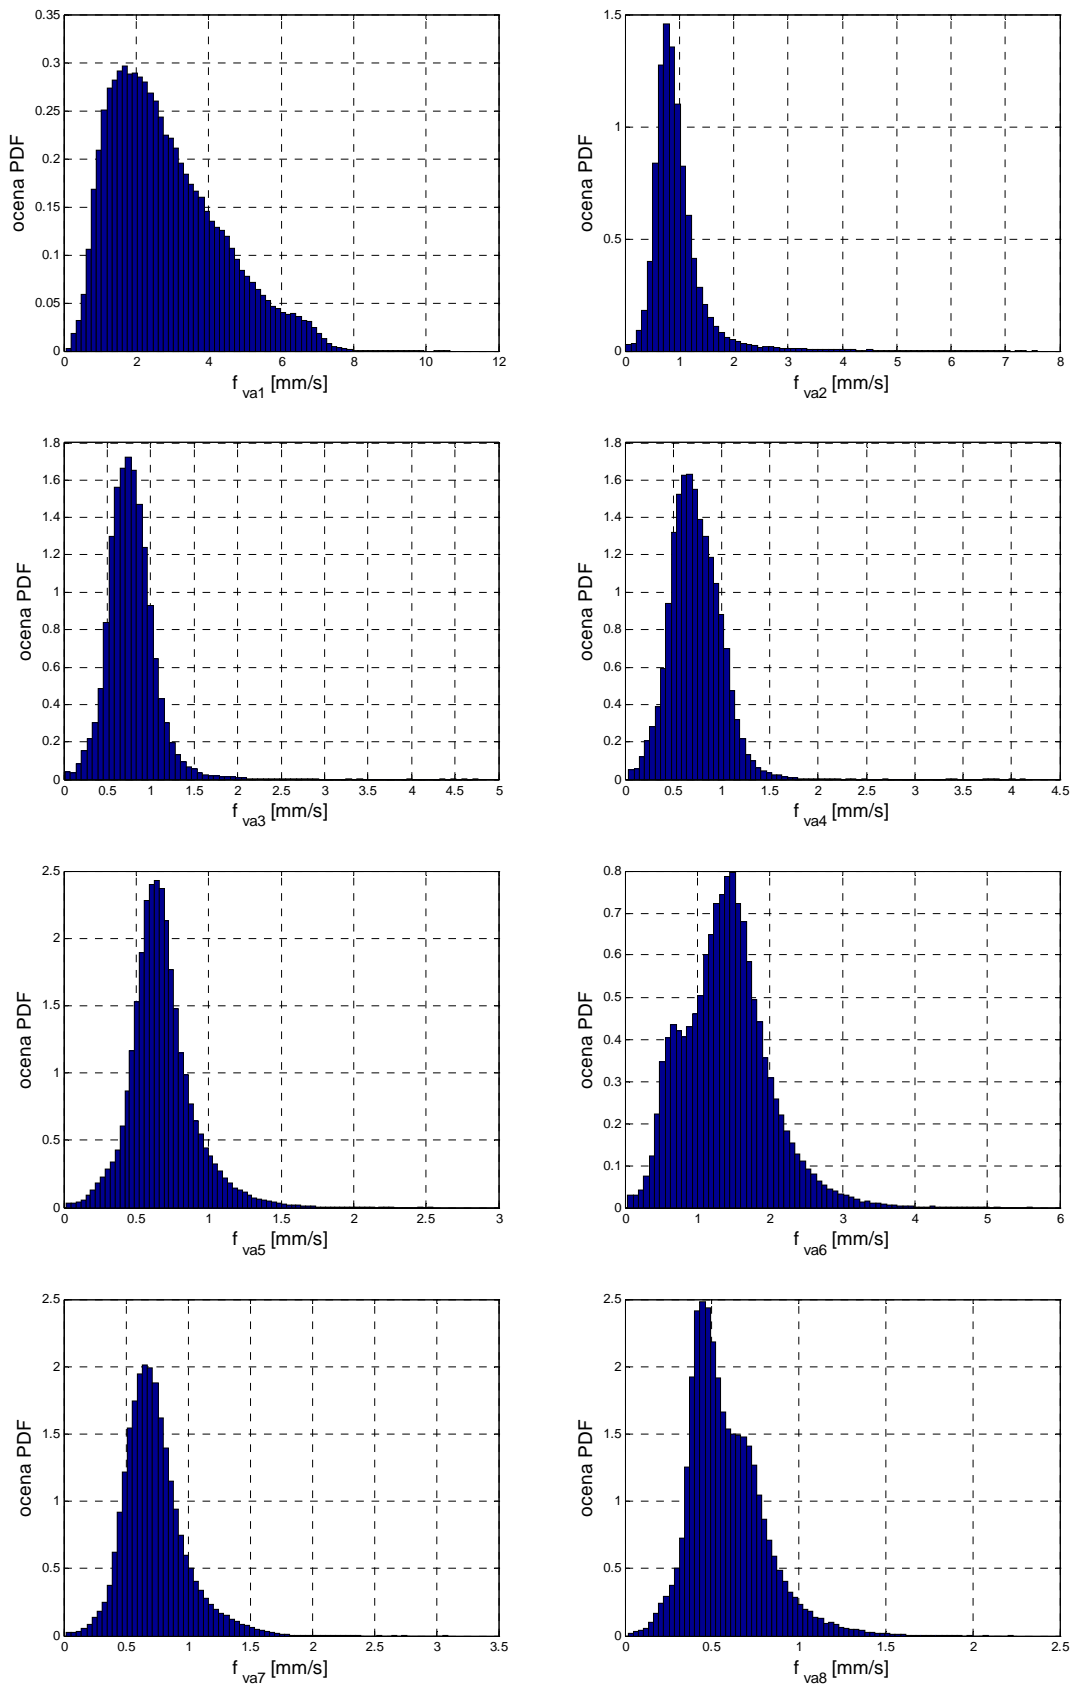 0.35
0.3
0.25
0.2
0.15
0.1
0.05
0
ocena PDF
0 2 4 6 8 10 12
f va1 [mm/s]
1.5
1
0.5
0
ocena PDF
0 1 2 3 4 5 6 7 8
f va2 [mm/s]
1.8
1.6
1.4
1.2
1
0.8
0.6
0.4
0.2
0
ocena PDF
0 0.5 1 1.5 2 2.5 3 3.5 4 4.5 5
f va3 [mm/s]
1.8
1.6
1.4
1.2
1
0.8
0.6
0.4
0.2
0
ocena PDF
0 0.5 1 1.5 2 2.5 3 3.5 4 4.5
f va4 [mm/s]
2.5
2
1.5
1
0.5
0
ocena PDF
0 0.5 1 1.5 2 2.5 3
f va5 [mm/s]
0.8
0.7
0.6
0.5
0.4
0.3
0.2
0.1
0
ocena PDF
0 1 2 3 4 5 6
f va6 [mm/s]
2.5
2
1.5
1
0.5
0
ocena PDF
0 0.5 1 1.5 2 2.5 3 3.5
f va7 [mm/s]
2.5
2
1.5
1
0.5
0
ocena PDF
0 0.5 1 1.5 2 2.5
f va8 [mm/s]